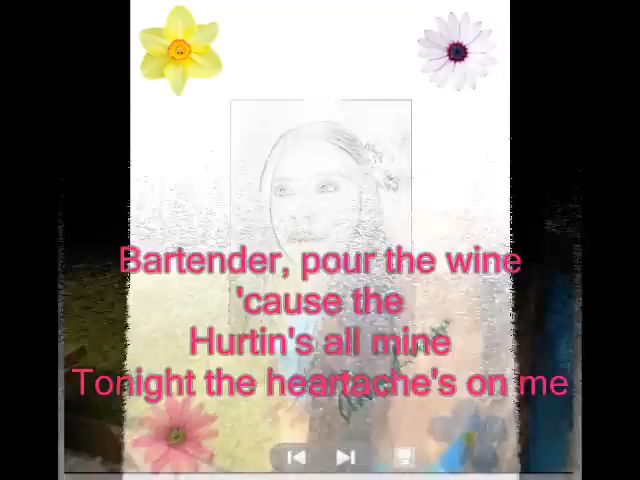 Bartender, pour the wine
'cause the
Hurtin's all mine
Tonight the heartache's on me